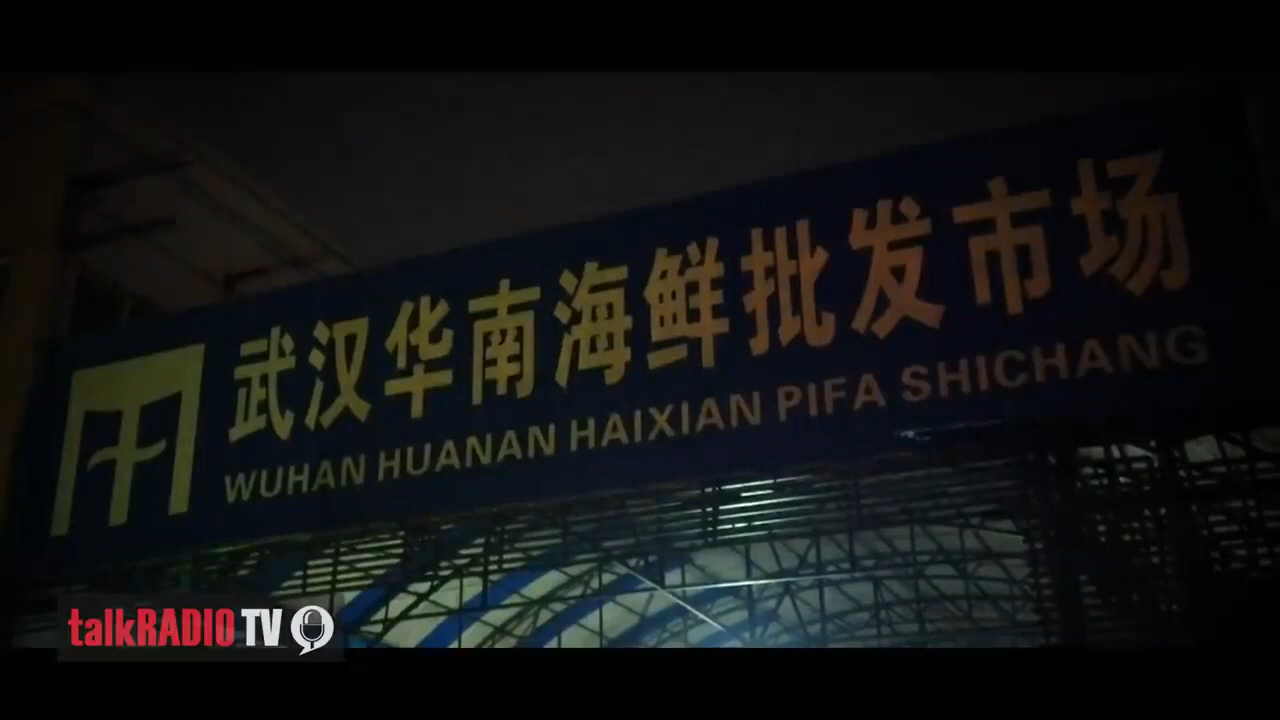 武汉华南海鲜批发市场
WUHAN HUANAN HAIXIAN PIFA SHICHANG
talkRADIO TV